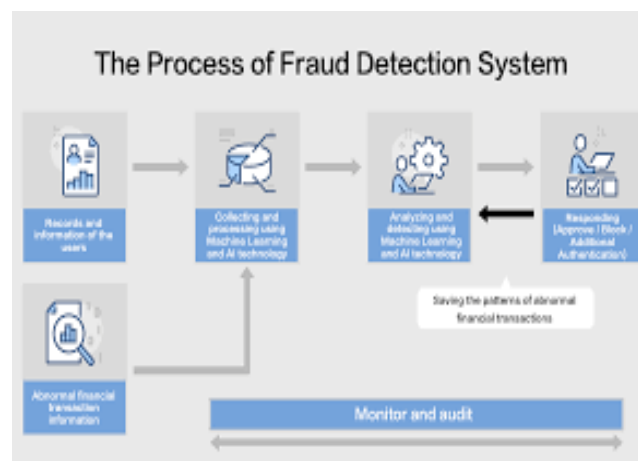 The Process of Fraud Detection System
Records and
information of the
users
Collecting and
processing using
Machine Learning
and AI technology
Analyzing and
detecting using
Machine Learning
and AI technology
Responding
(Approve / Block /
Additional
Authentication)
Saving the patterns of abnormal
financial transactions
Abnormal financial
transaction
information
Monitor and audit